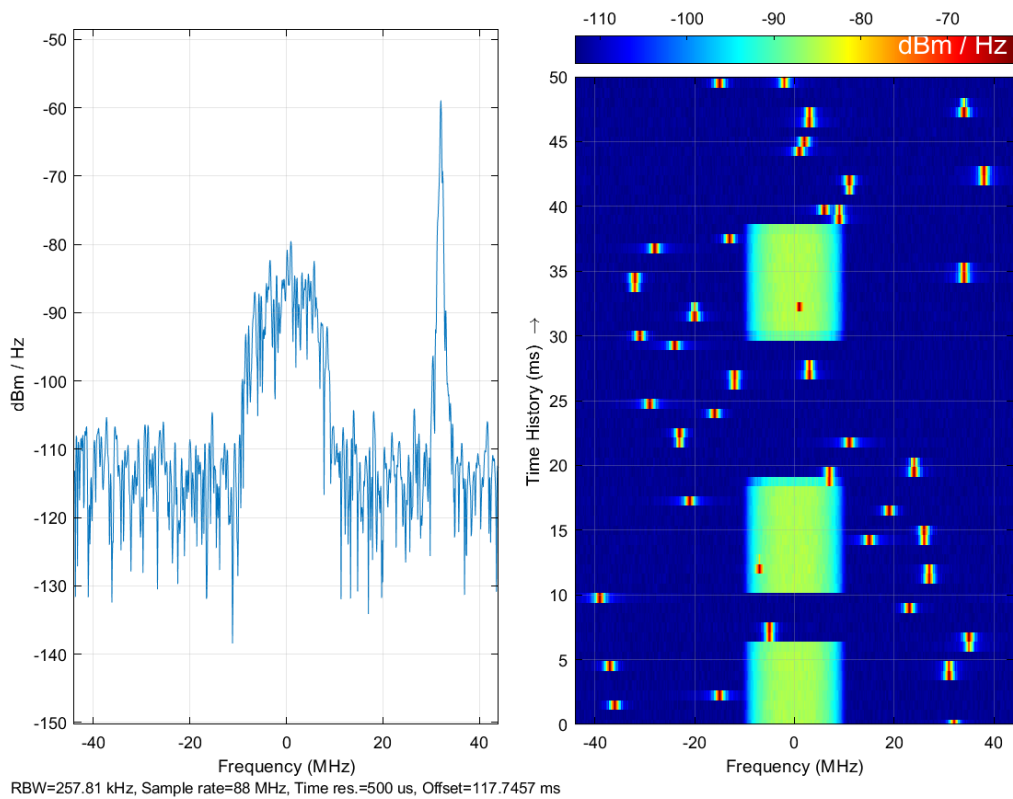 -50
-60
-70
-80
-90
-100
-110
-120
-130
-140
-150
dBm / Hz
-40 -20 0 20 40
Frequency (MHz)
-110 -100 -90 -80 -70
dBm / Hz
50
45
40
35
30
25
20
15
10
5
0
Time History (ms) →
-40 -20 0 20 40
Frequency (MHz)
RBW=257.81 kHz, Sample rate=88 MHz, Time res.=500 us, Offset=117.7457 ms